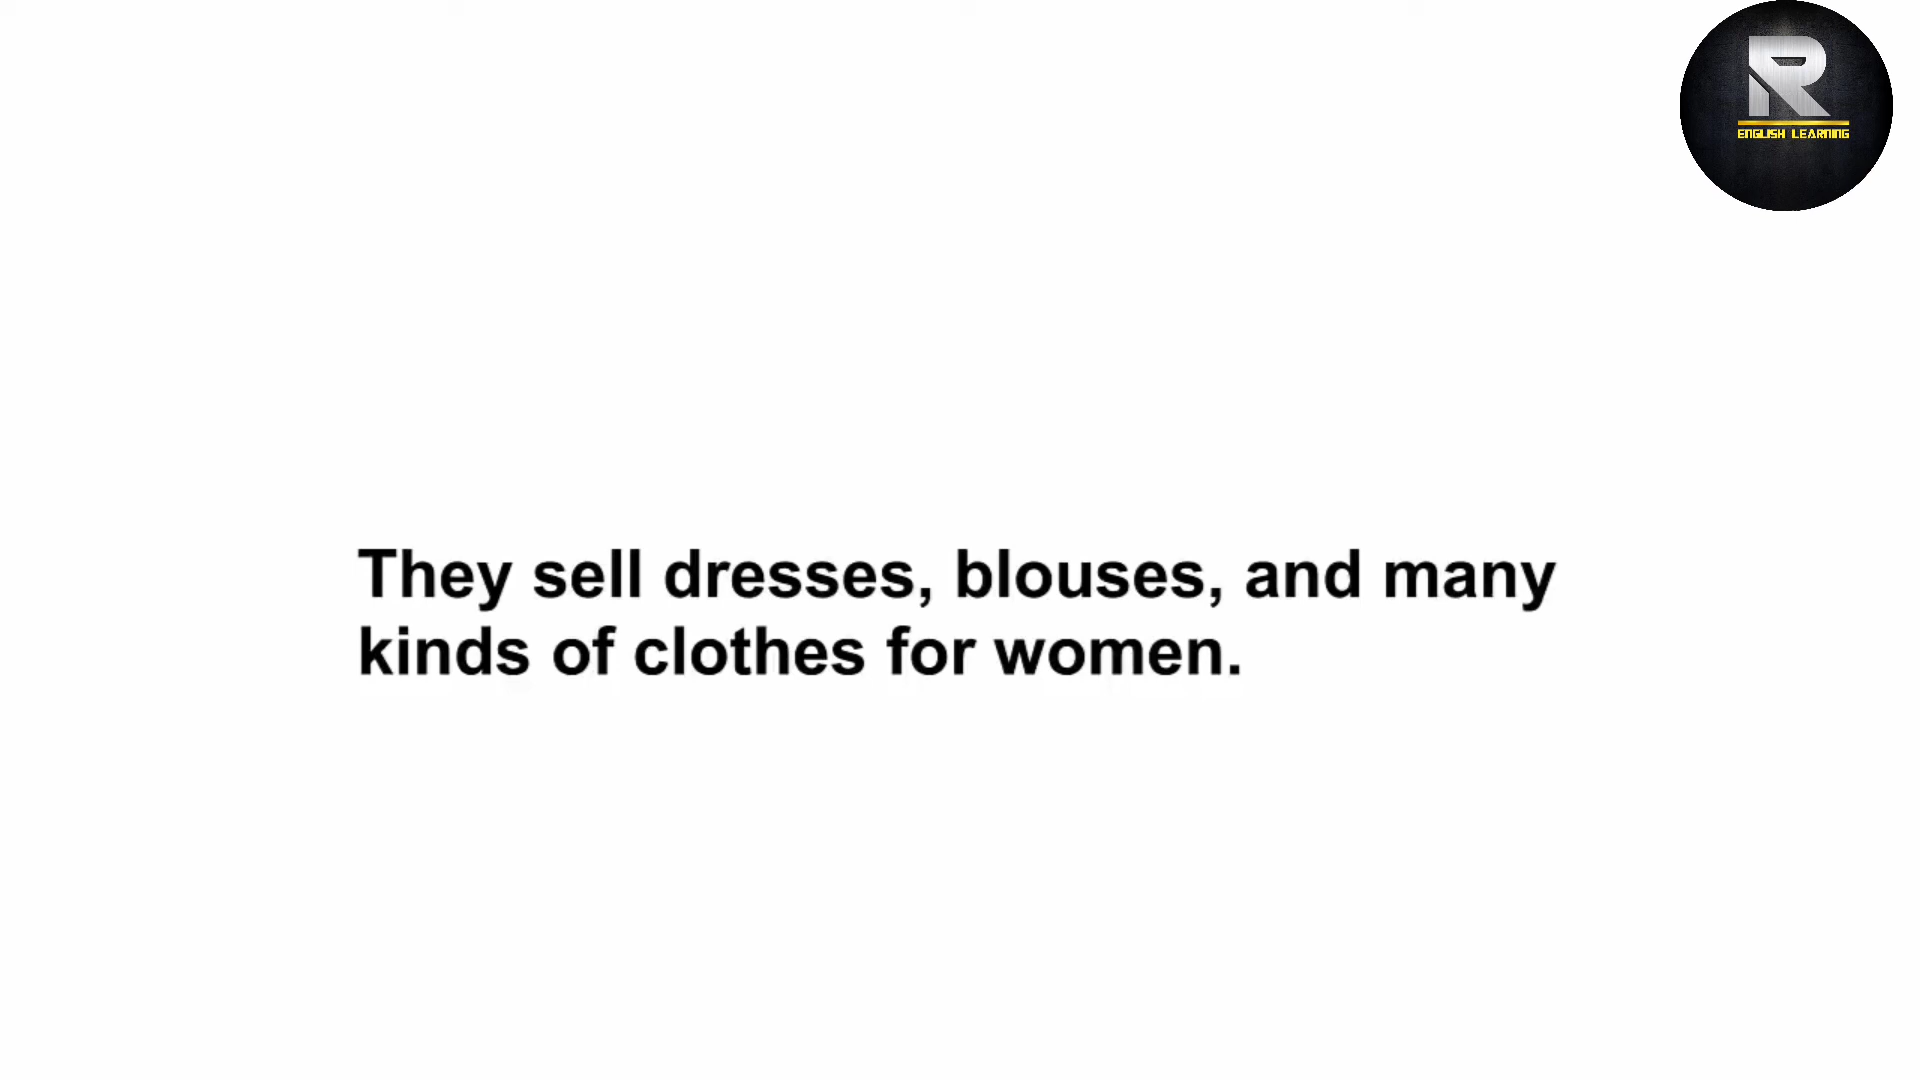 R
ENGLISH LEARNING
They sell dresses, blouses, and many
kinds of clothes for women.